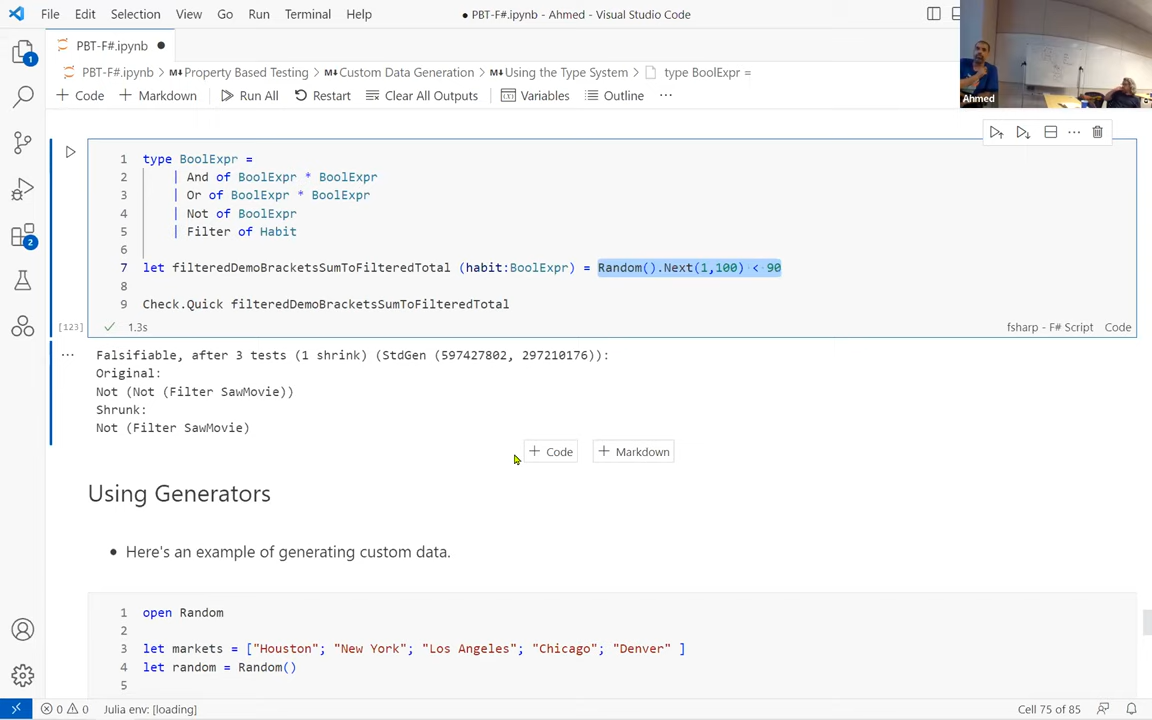 File Edit Selection View Go Run Terminal Help
● PBT-F#.ipynb - Ahmed - Visual Studio Code
PBT-F#.ipynb ●
PBT-F#.ipynb > Property Based Testing > Custom Data Generation > Using the Type System > type BoolExpr =
+ Code + Markdown Run All Restart Clear All Outputs Variables Outline ···
Ahmed
1 type BoolExpr =
2 | And of BoolExpr * BoolExpr
3 | Or of BoolExpr * BoolExpr
4 | Not of BoolExpr
5 | Filter of Habit
6
7 let filteredDemoBracketsSumToFilteredTotal (habit:BoolExpr) = Random().Next(1,100) < 90
8
9 Check.Quick filteredDemoBracketsSumToFilteredTotal
[123] ✓ 1.3s fsharp - F# Script Code
Falsifiable, after 3 tests (1 shrink) (StdGen (597427802, 297210176)):
Original:
Not (Not (Filter SawMovie))
Shrunk:
Not (Filter SawMovie)
+ Code + Markdown
Using Generators
• Here's an example of generating custom data.
1 open Random
2
3 let markets = ["Houston"; "New York"; "Los Angeles"; "Chicago"; "Denver" ]
4 let random = Random()
5
1
2
0 0 Julia env: [loading] Cell 75 of 85